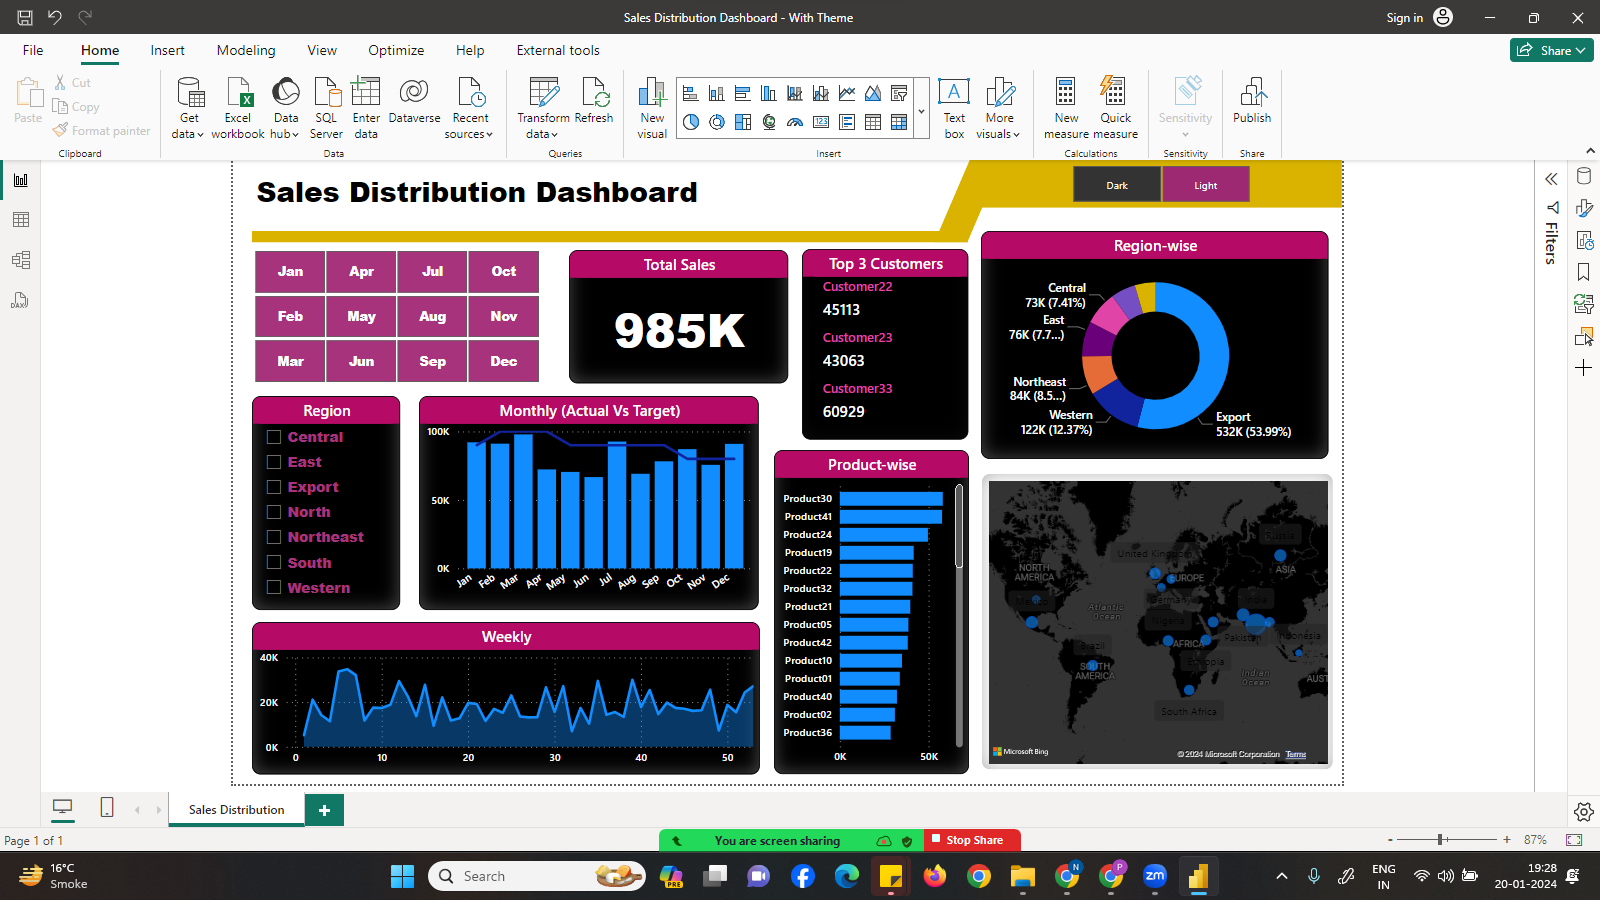 Sales Distribution Dashboard - With Theme
Sign in
File Home Insert Modeling View Optimize Help External tools
Share
Paste
Cut
Copy
Format painter
Clipboard
Get data
Excel workbook
Data hub
SQL Server
Enter data
Dataverse
Recent sources
Data
Transform data
Refresh
Queries
New visual
Text box
More visuals
Insert
New measure
Quick measure
Calculations
Sensitivity
Sensitivity
Publish
Share
Sales Distribution Dashboard
Dark
Light
Filters
Jan Apr Jul Oct
Feb May Aug Nov
Mar Jun Sep Dec
Total Sales
985K
Top 3 Customers
Customer22
45113
Customer23
43063
Customer33
60929
Region-wise
Central
73K (7.41%)
East
76K (7.7...)
Northeast
84K (8.5...)
Western
122K (12.37%)
Export
532K (53.99%)
Region
Central
East
Export
North
Northeast
South
Western
Monthly (Actual Vs Target)
100K
50K
0K
Jan Feb Mar Apr May Jun Jul Aug Sep Oct Nov Dec
Product-wise
Product30
Product41
Product24
Product19
Product22
Product32
Product21
Product05
Product42
Product10
Product01
Product40
Product02
Product36
0K 50K
Weekly
40K
20K
0K
0 10 20 30 40 50
Russia
United Kingdom
NORTH AMERICA
EUROPE
ASIA
Mexico
Atlantic Ocean
Germany
India
Nigeria
Pakistan
Indonesia
Brazil
AFRICA
Ethiopia
SOUTH AMERICA
Indian Ocean
AUST
South Africa
Microsoft Bing
© 2024 Microsoft Corporation Terms
Sales Distribution
Page 1 of 1
You are screen sharing
Stop Share
87%
16°C
Smoke
Search
PRE
N
P
zm
ENG
IN
19:28
20-01-2024